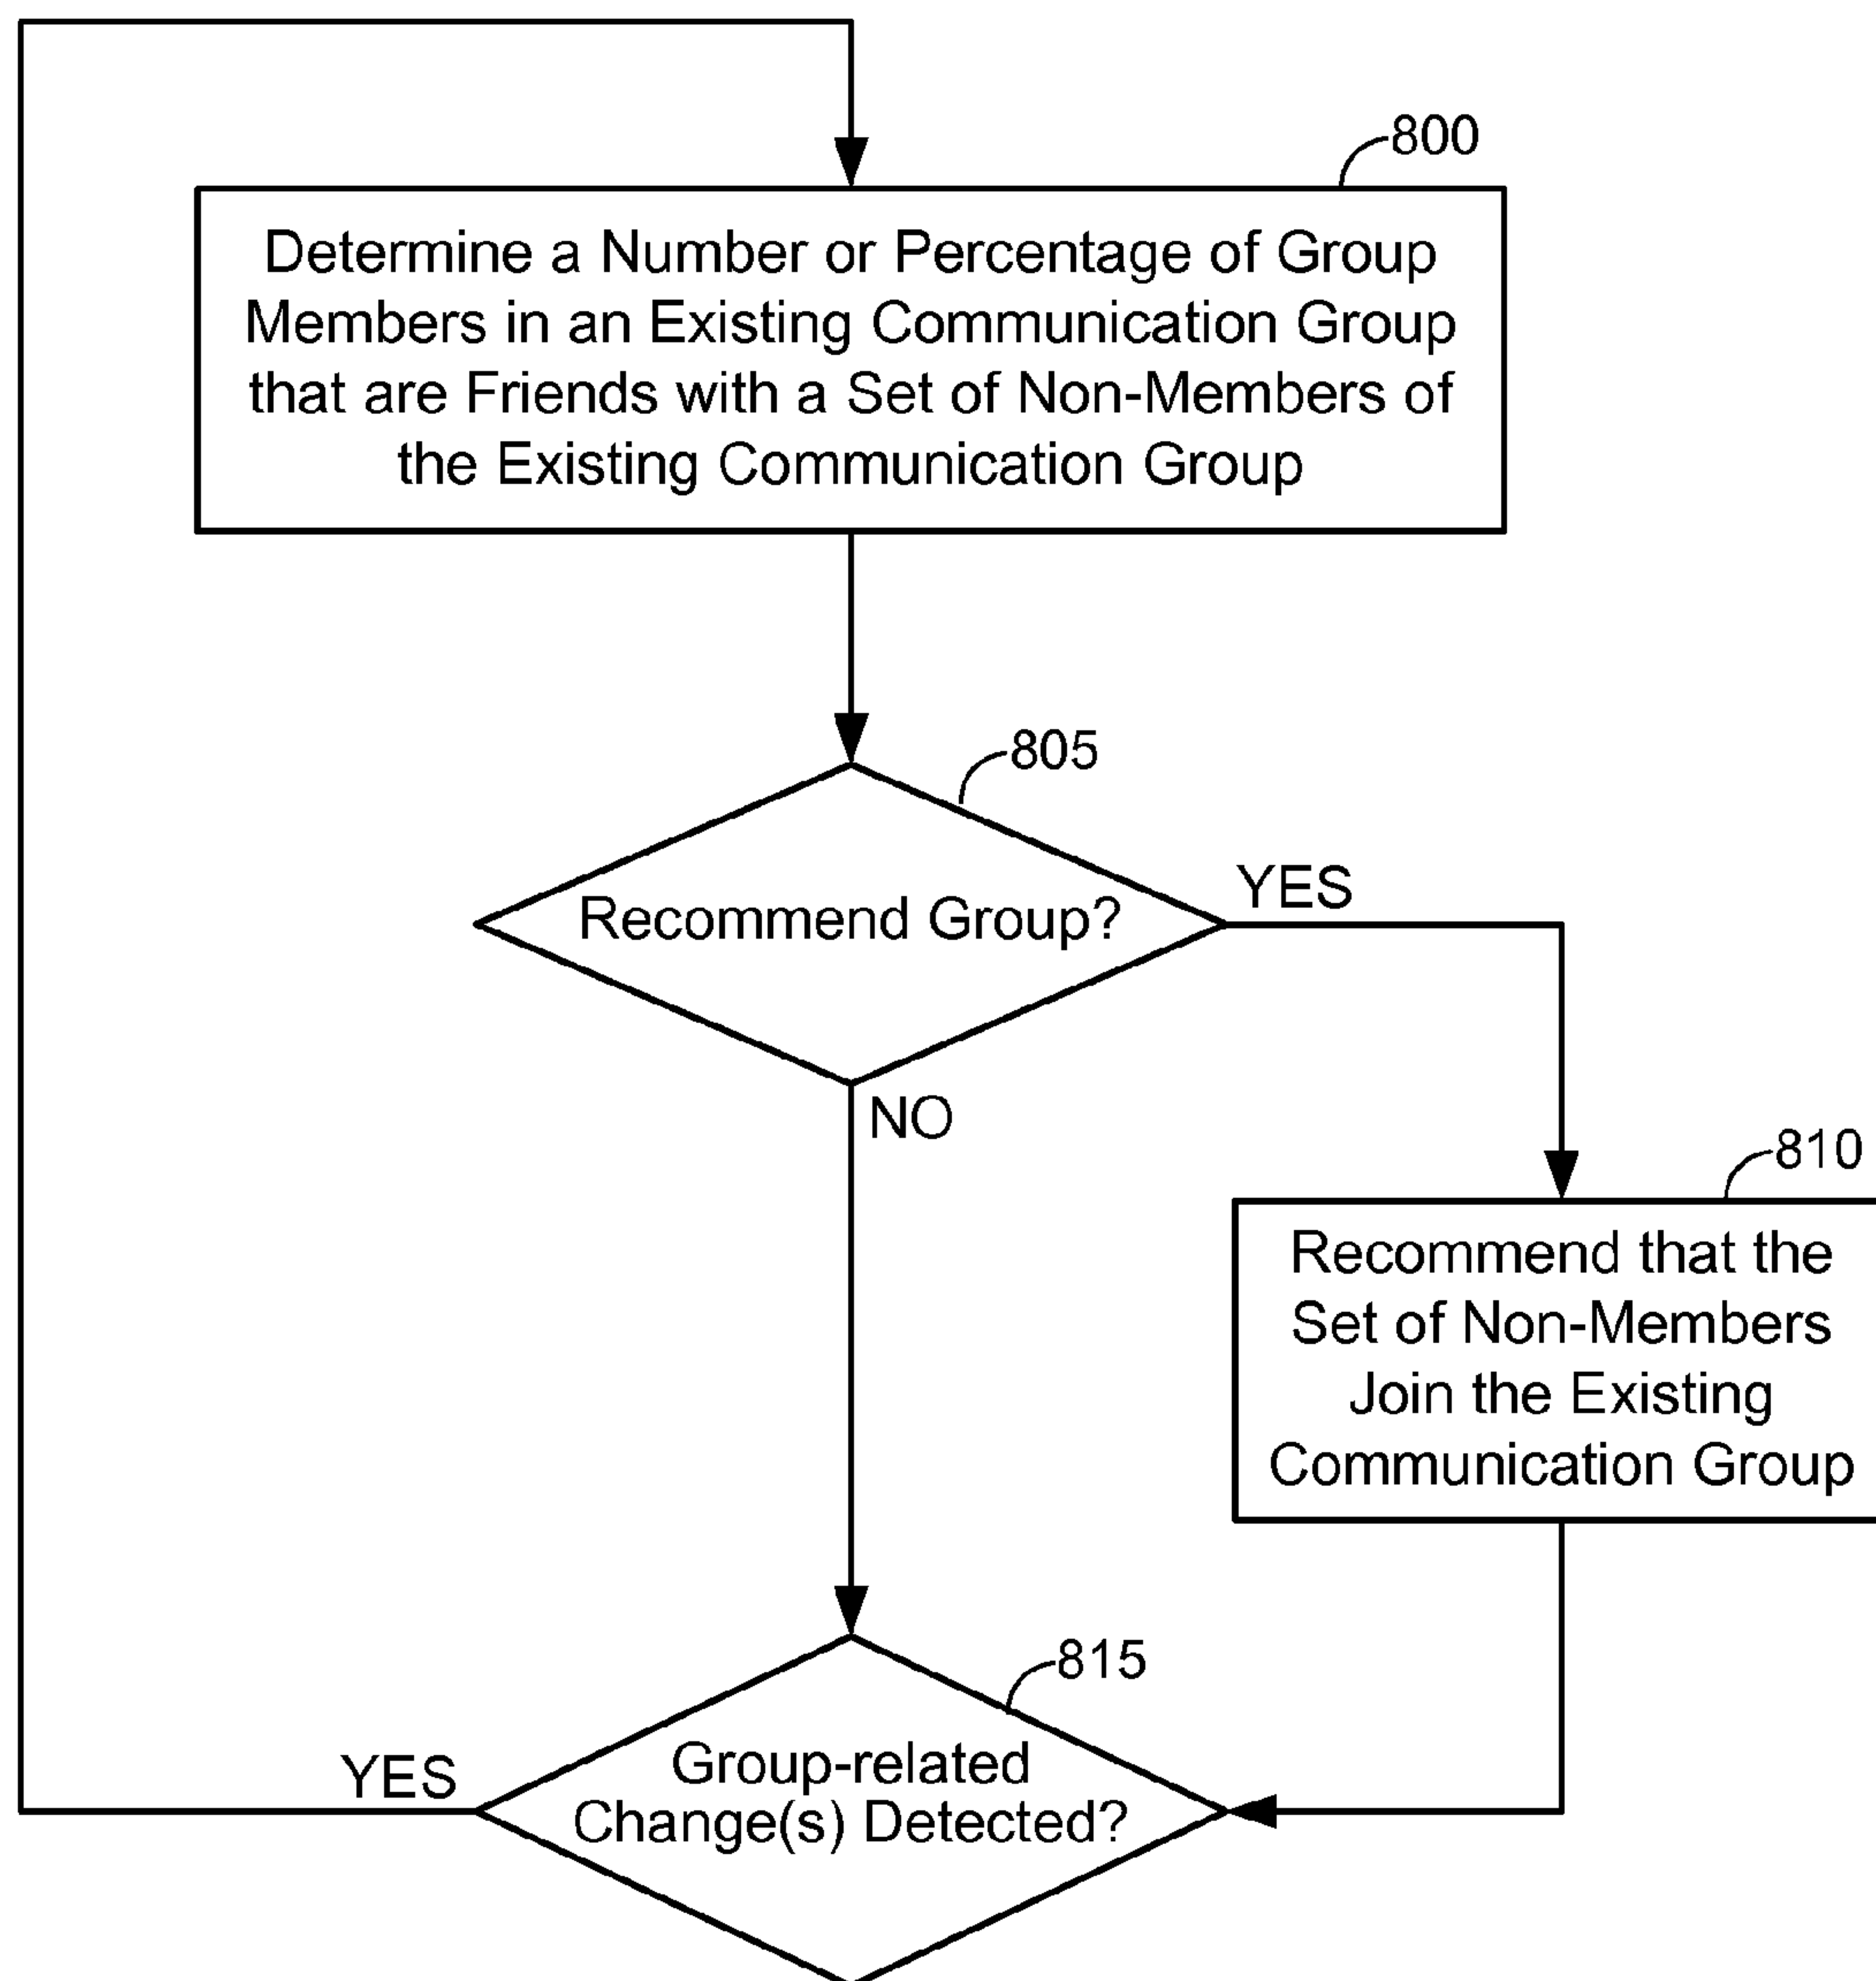 800
Determine a Number or Percentage of Group
Members in an Existing Communication Group
that are Friends with a Set of Non-Members of
the Existing Communication Group
805
Recommend Group?
YES
NO
810
Recommend that the
Set of Non-Members
Join the Existing
Communication Group
815
Group-related
Change(s) Detected?
YES